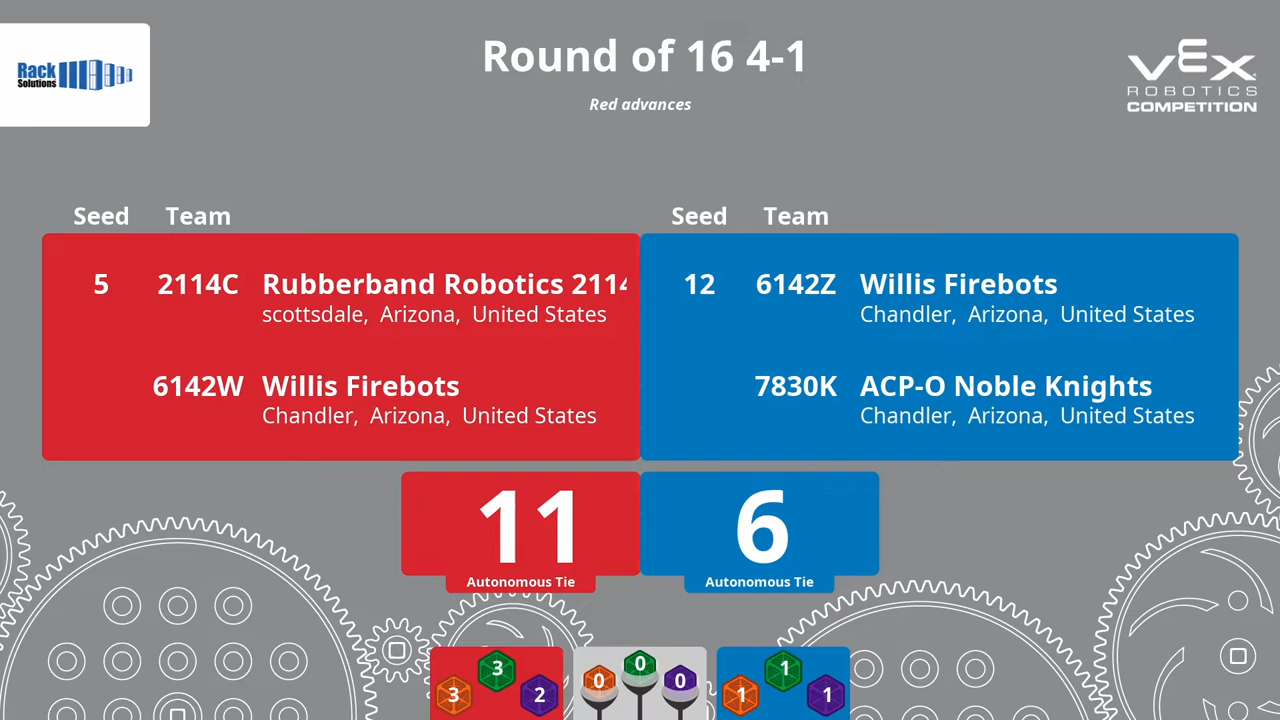 Rack
Solutions
Round of 16 4-1
Red advances
VEX
ROBOTICS
COMPETITION
Seed Team
Seed Team
5 2114C Rubberband Robotics 2114
scottsdale, Arizona, United States
6142W Willis Firebots
Chandler, Arizona, United States
12 6142Z Willis Firebots
Chandler, Arizona, United States
7830K ACP-O Noble Knights
Chandler, Arizona, United States
11
Autonomous Tie
6
Autonomous Tie
3 3 2
0 0 0
1 1 1